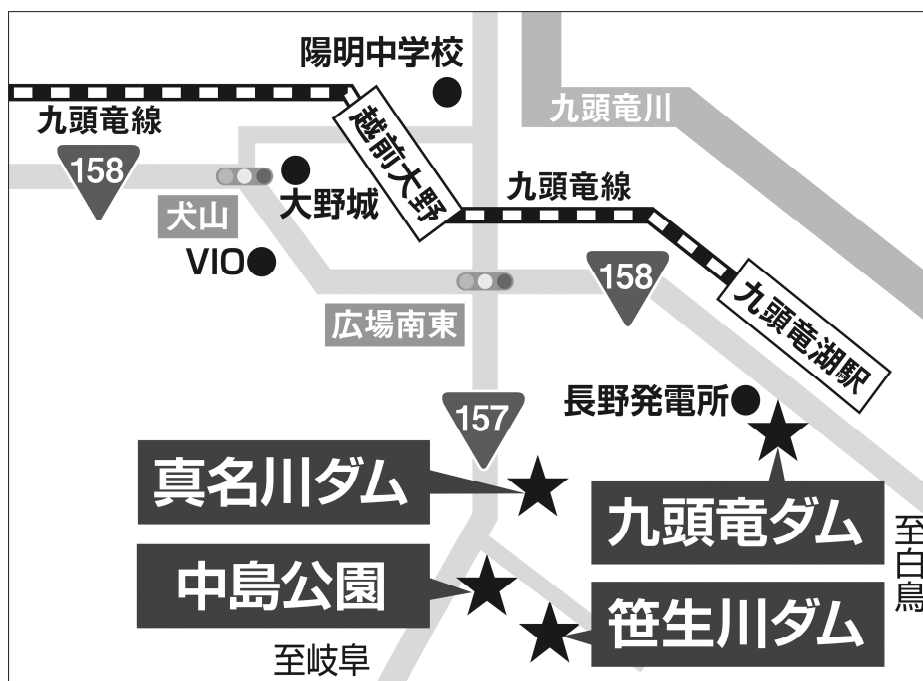 陽明中学校
九頭竜川
九頭竜線
越前大野
158
大野城
九頭竜線
犬山
VIO
158
広場南東
九頭竜湖駅
長野発電所
157
真名川ダム
九頭竜ダム
至白鳥
中島公園
笹生川ダム
至岐阜